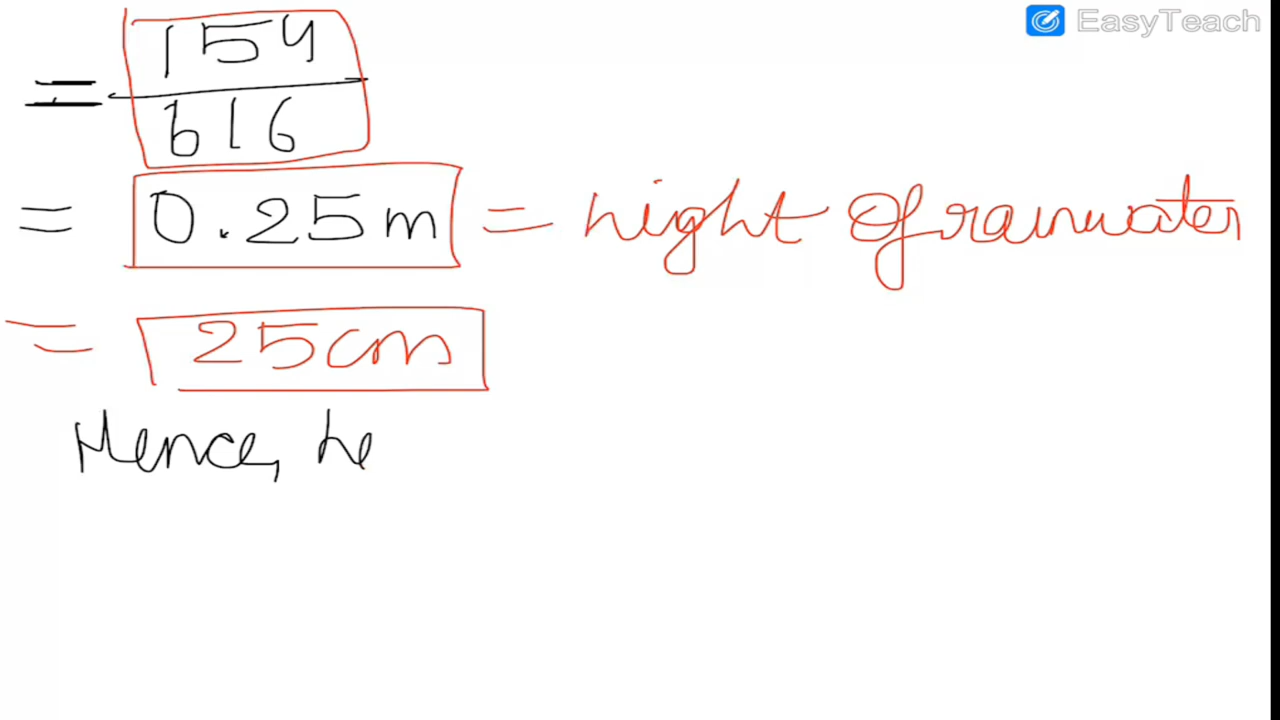 EasyTeach
= 154
616
= 0.25m = hight of rainwater
= 25cm
Hence, he